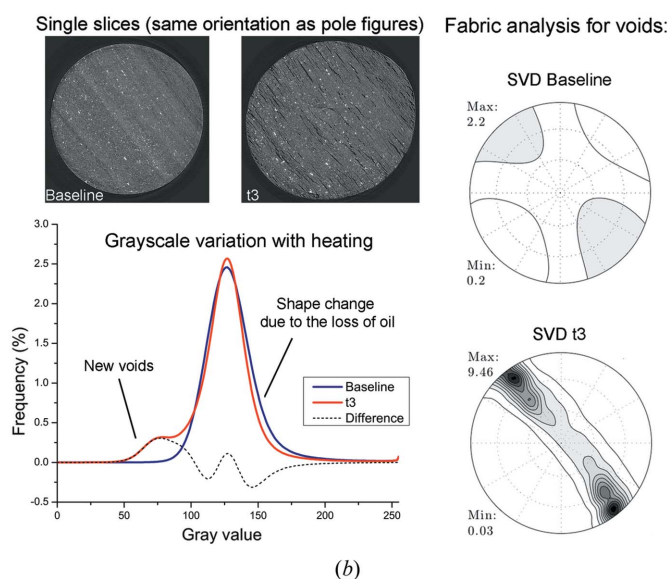 Single slices (same orientation as pole figures)
Fabric analysis for voids:
Baseline
t3
SVD Baseline
Max:
2.2
Min:
0.2
Grayscale variation with heating
3.0
2.5
2.0
1.5
1.0
0.5
0.0
-0.5
Frequency (%)
New voids
Shape change
due to the loss of oil
Baseline
t3
Difference
0
50
75
100
150
200
250
Gray value
SVD t3
Max:
9.46
Min:
0.03
(b)